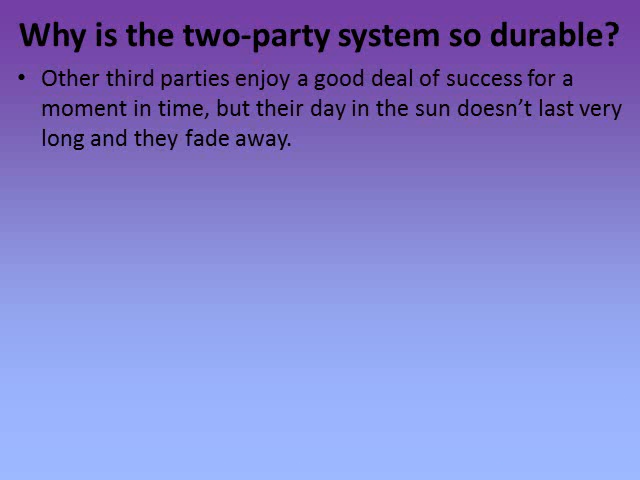 Why is the two-party system so durable?
• Other third parties enjoy a good deal of success for a
moment in time, but their day in the sun doesn’t last very
long and they fade away.